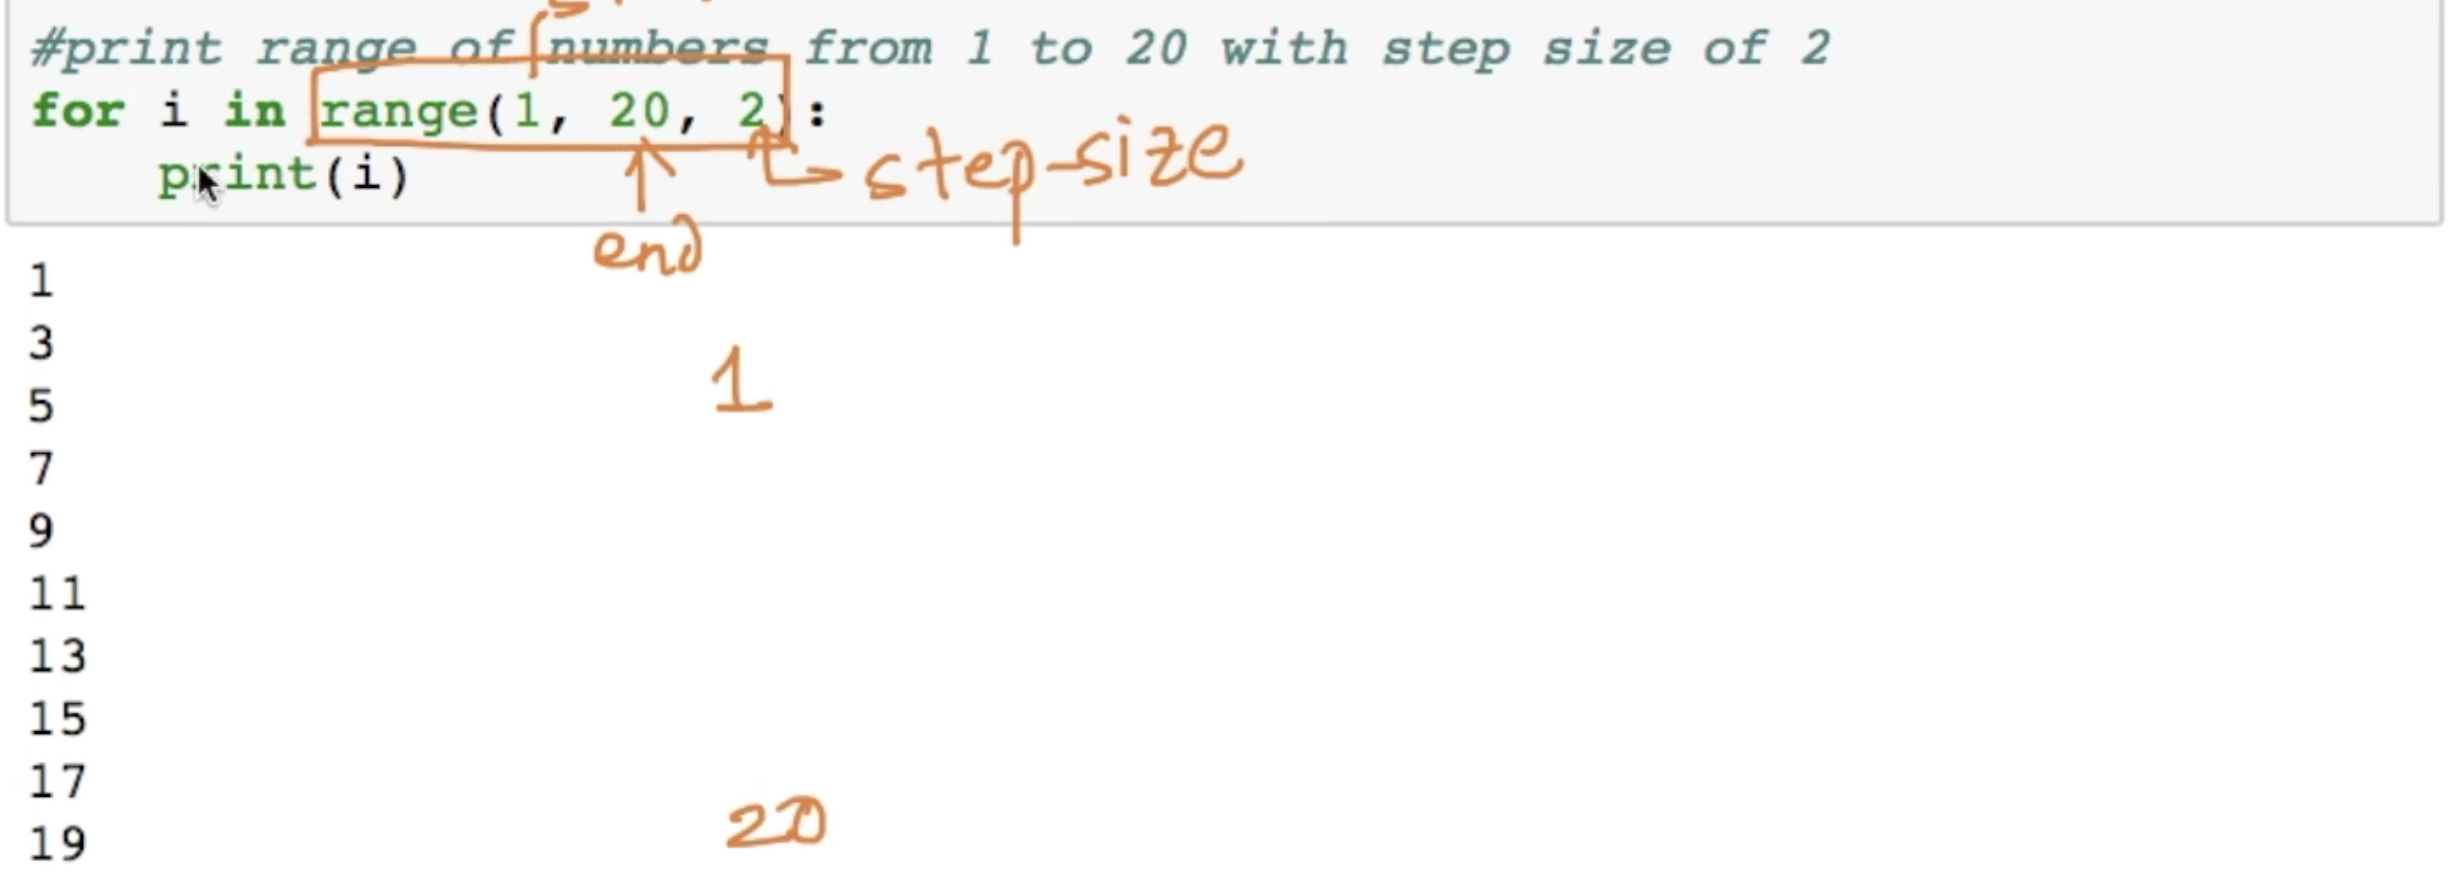 #print range of numbers from 1 to 20 with step size of 2
for i in range(1, 20, 2):
    print(i)
step-size
end
1
3
1
5
7
9
11
13
15
17
20
19